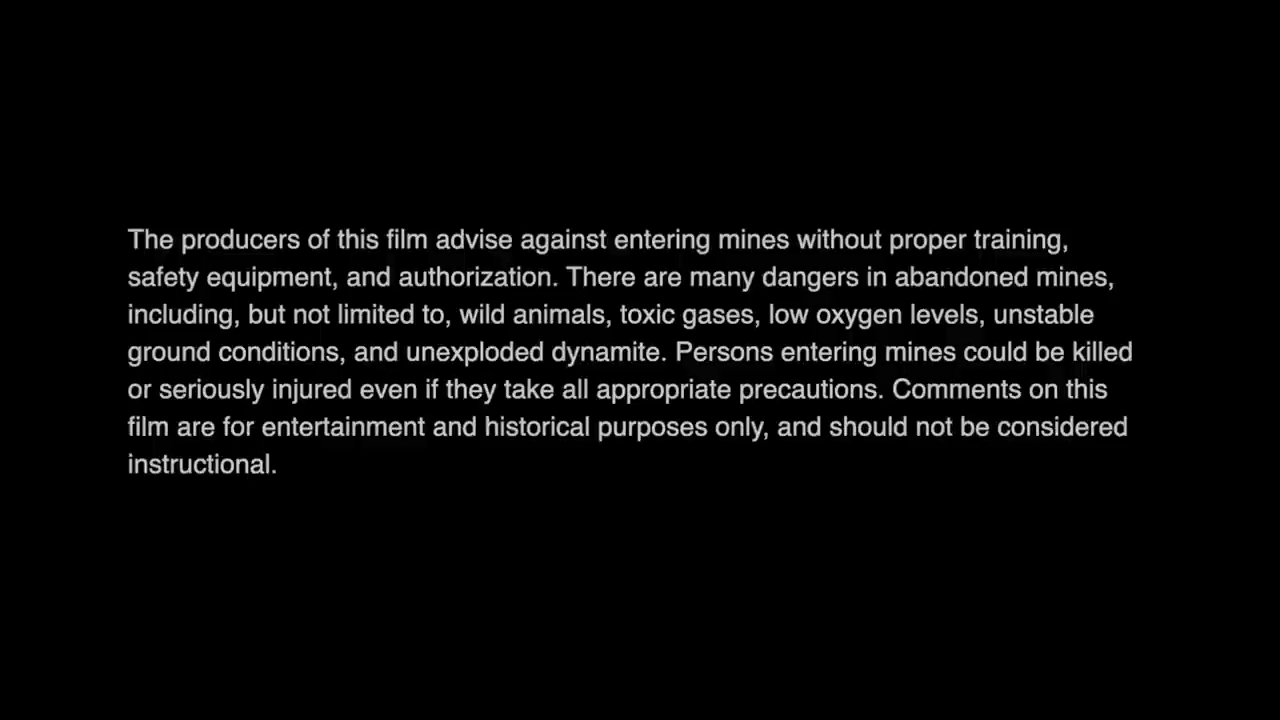 The producers of this film advise against entering mines without proper training,
safety equipment, and authorization. There are many dangers in abandoned mines,
including, but not limited to, wild animals, toxic gases, low oxygen levels, unstable
ground conditions, and unexploded dynamite. Persons entering mines could be killed
or seriously injured even if they take all appropriate precautions. Comments on this
film are for entertainment and historical purposes only, and should not be considered
instructional.